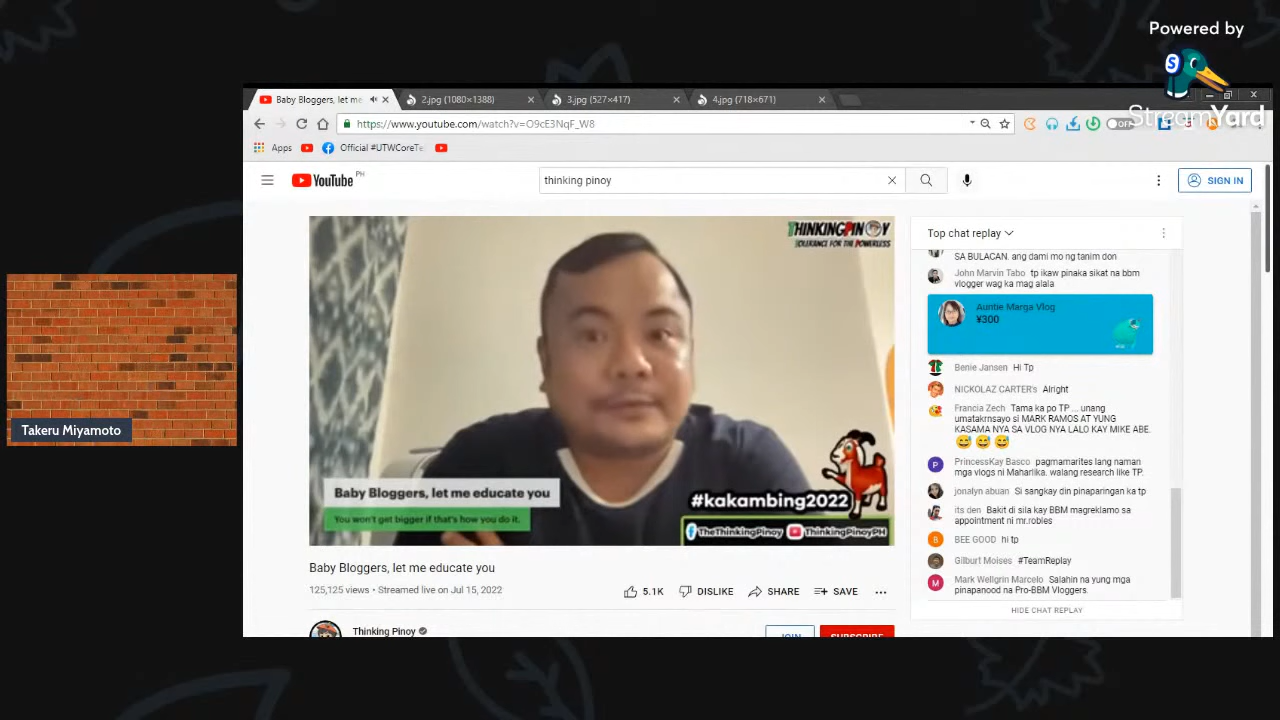 Powered by
StreamYard
Baby Bloggers, let me
2.jpg (1080×1388)
3.jpg (527×417)
4.jpg (718×671)
https://www.youtube.com/watch?v=O9cE3NqF_W8
Apps
Official #UTWCoreTe
YouTube PH
thinking pinoy
SIGN IN
THINKINGPINOY
TOLERANCE FOR THE POWERLESS
Baby Bloggers, let me educate you
You won't get bigger if that's how you do it.
#kakambing2022
TheThinkingPinoy
ThinkingPinoyPH
Top chat replay
SA BULACAN. ang dami mo ng tanim don
John Marvin Tabo tp ikaw pinaka sikat na bbm
vlogger wag ka mag alala
Auntie Marga Vlog
¥300
Benie Jansen Hi Tp
NICKOLAZ CARTER's Alright
Francia Zech Tama ka po TP ... unang
umatakrnsayo si MARK RAMOS AT YUNG
KASAMA NYA SA VLOG NYA LALO KAY MIKE ABE.
PrincessKay Basco pagmamarites lang naman
mga vlogs ni Maharlika. walang research like TP.
jonalyn abuan Si sangkay din pinaparingan ka tp
its den Bakit di sila kay BBM magreklamo sa
appointment ni mr.robles
BEE GOOD hi tp
Gilburt Moises #TeamReplay
Mark Wellgrin Marcelo Salahin na yung mga
pinapanood na Pro-BBM Vloggers.
HIDE CHAT REPLAY
Takeru Miyamoto
Baby Bloggers, let me educate you
125,125 views • Streamed live on Jul 15, 2022
5.1K
DISLIKE
SHARE
SAVE
Thinking Pinoy
JOIN
SUBSCRIBE